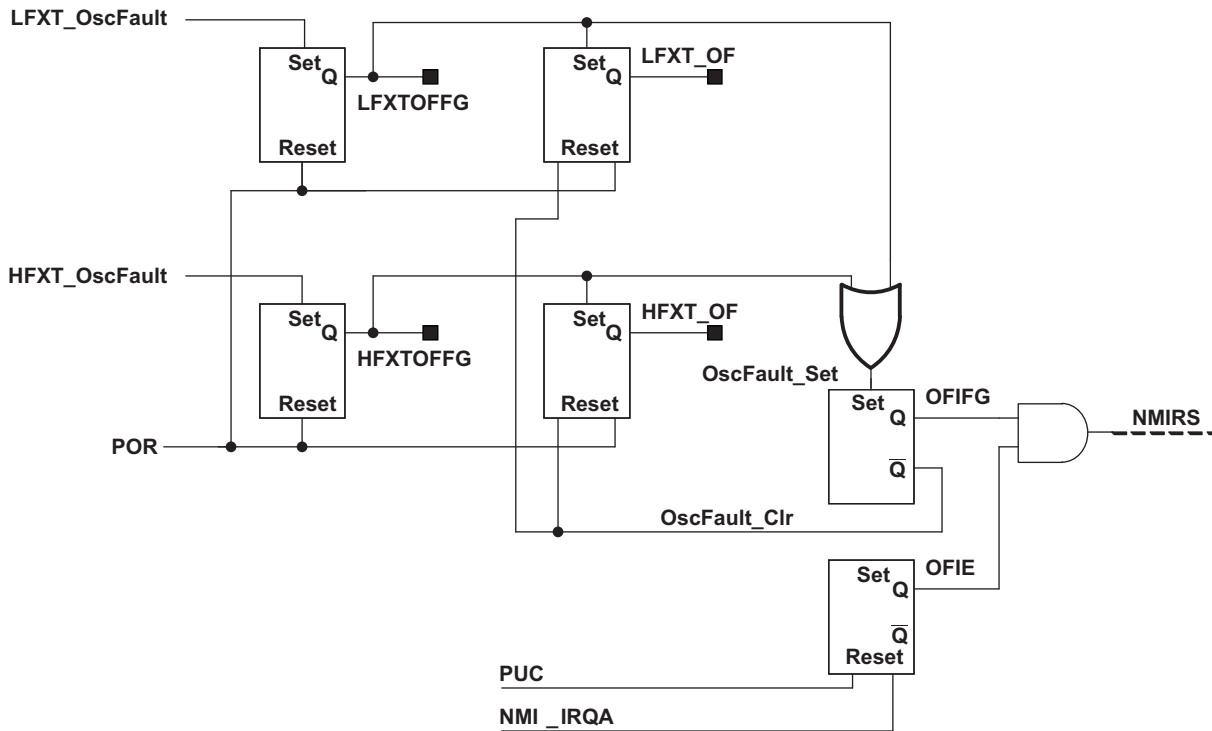 LFXT_OscFault
Set
Q
LFXTOFFG
Reset
Set
Q
LFXT_OF
Reset
HFXT_OscFault
Set
Q
HFXTOFFG
Reset
Set
Q
HFXT_OF
Reset
POR
OscFault_Set
Set
Q
OFIFG
Q̅
OscFault_Clr
NMIRS
Set
Q
OFIE
Q̅
Reset
PUC
NMI _IRQA